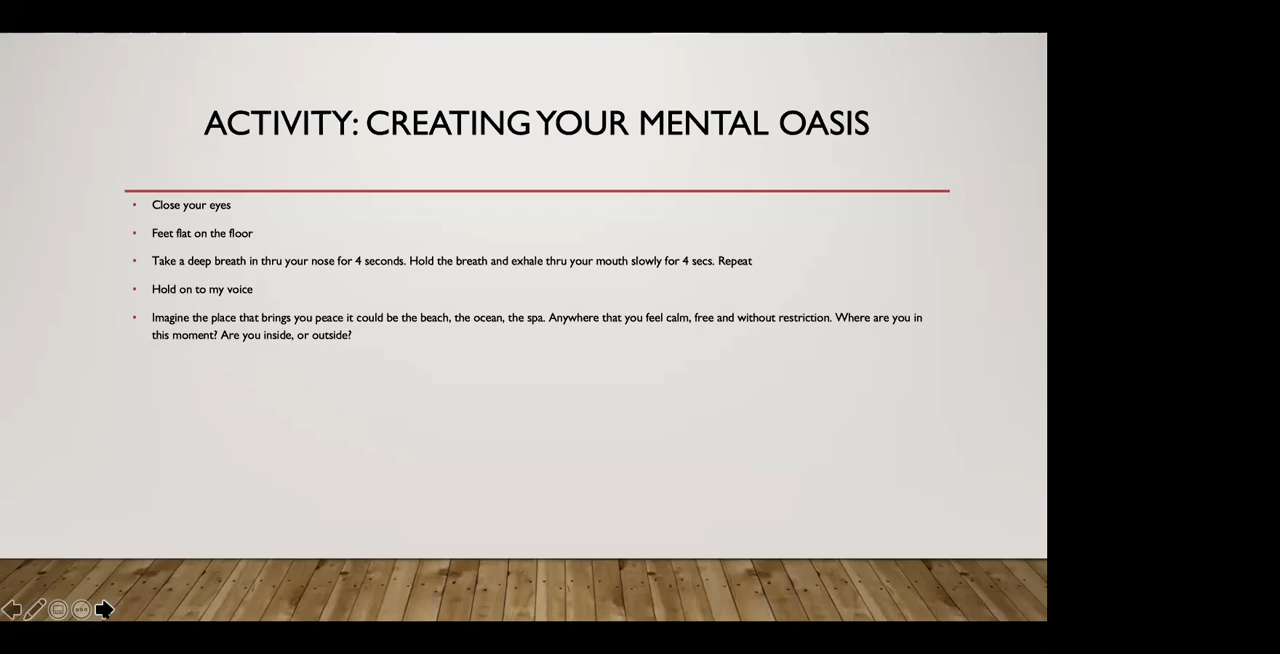 ACTIVITY: CREATING YOUR MENTAL OASIS
• Close your eyes
• Feet flat on the floor
• Take a deep breath in thru your nose for 4 seconds. Hold the breath and exhale thru your mouth slowly for 4 secs. Repeat
• Hold on to my voice
• Imagine the place that brings you peace it could be the beach, the ocean, the spa. Anywhere that you feel calm, free and without restriction. Where are you in
this moment? Are you inside, or outside?